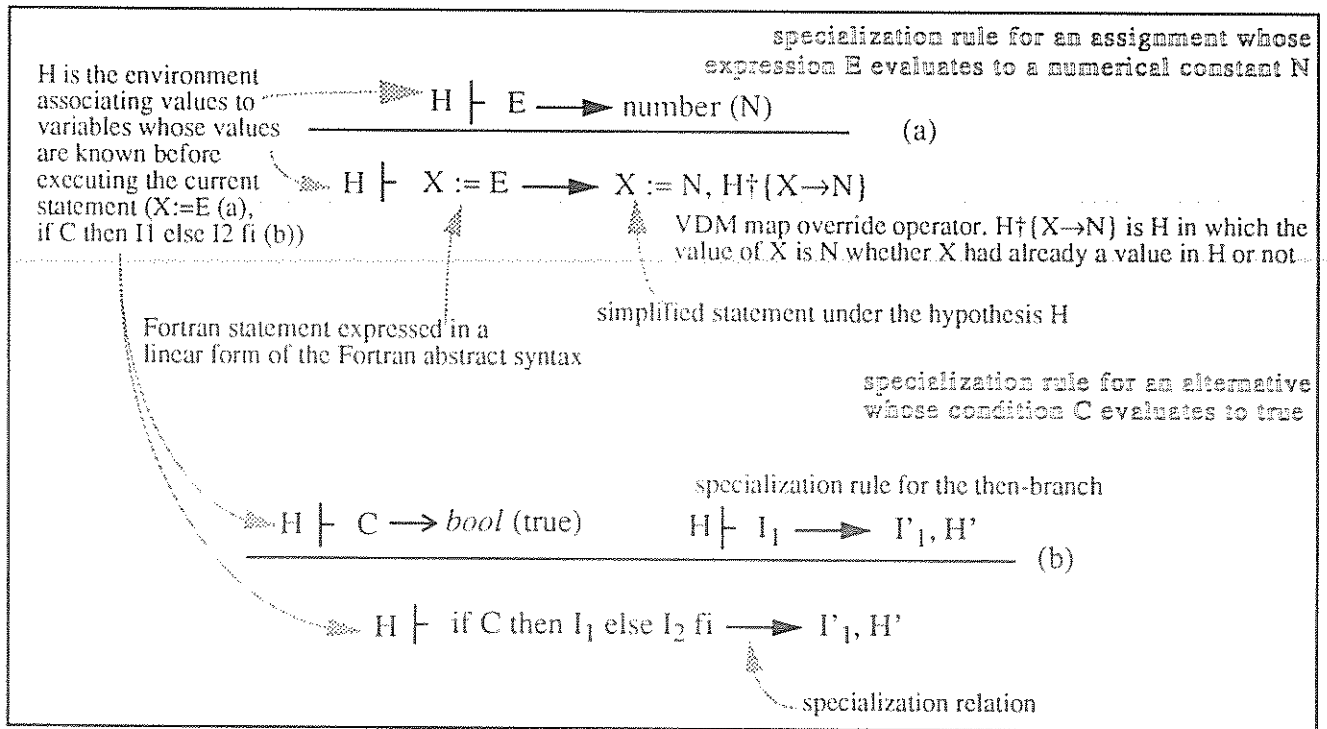 specialization rule for an assignment whose
expression E evaluates to a numerical constant N
H is the environment
associating values to
variables whose values
are known before
executing the current
statement (X:=E (a),
if C then I1 else I2 fi (b))
H ⊢ E ⟶ number (N)
(a)
H ⊢ X := E ⟶ X := N, H†{X→N}
VDM map override operator. H†{X→N} is H in which the
value of X is N whether X had already a value in H or not
simplified statement under the hypothesis H
Fortran statement expressed in a
linear form of the Fortran abstract syntax
specialization rule for an alternative
whose condition C evaluates to true
specialization rule for the then-branch
H ⊢ C ⟶ bool (true) H ⊢ I₁ ⟶ I'₁, H'
(b)
H ⊢ if C then I₁ else I₂ fi ⟶ I'₁, H'
specialization relation